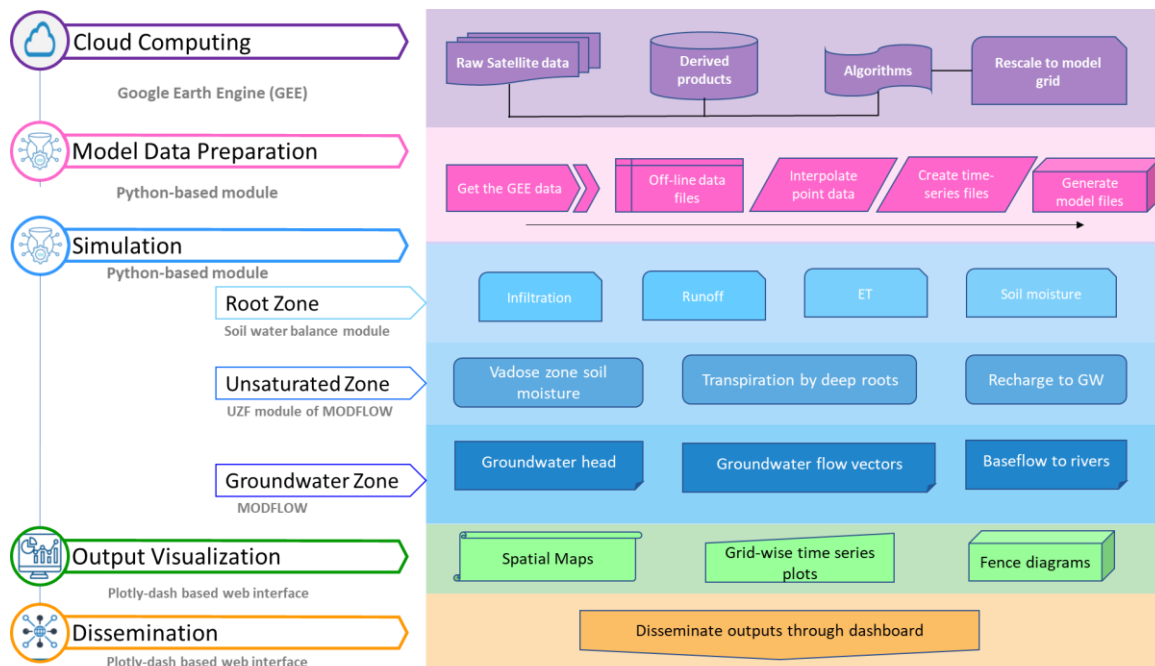 Cloud Computing
Google Earth Engine (GEE)
Raw Satellite data
Derived
products
Algorithms
Rescale to model
grid
Model Data Preparation
Python-based module
Get the GEE data
Off-line data
files
Interpolate
point data
Create time-
series files
Generate
model files
Simulation
Python-based module
Root Zone
Soil water balance module
Infiltration
Runoff
ET
Soil moisture
Unsaturated Zone
UZF module of MODFLOW
Vadose zone soil
moisture
Transpiration by deep roots
Recharge to GW
Groundwater Zone
MODFLOW
Groundwater head
Groundwater flow vectors
Baseflow to rivers
Output Visualization
Plotly-dash based web interface
Spatial Maps
Grid-wise time series
plots
Fence diagrams
Dissemination
Plotly-dash based web interface
Disseminate outputs through dashboard